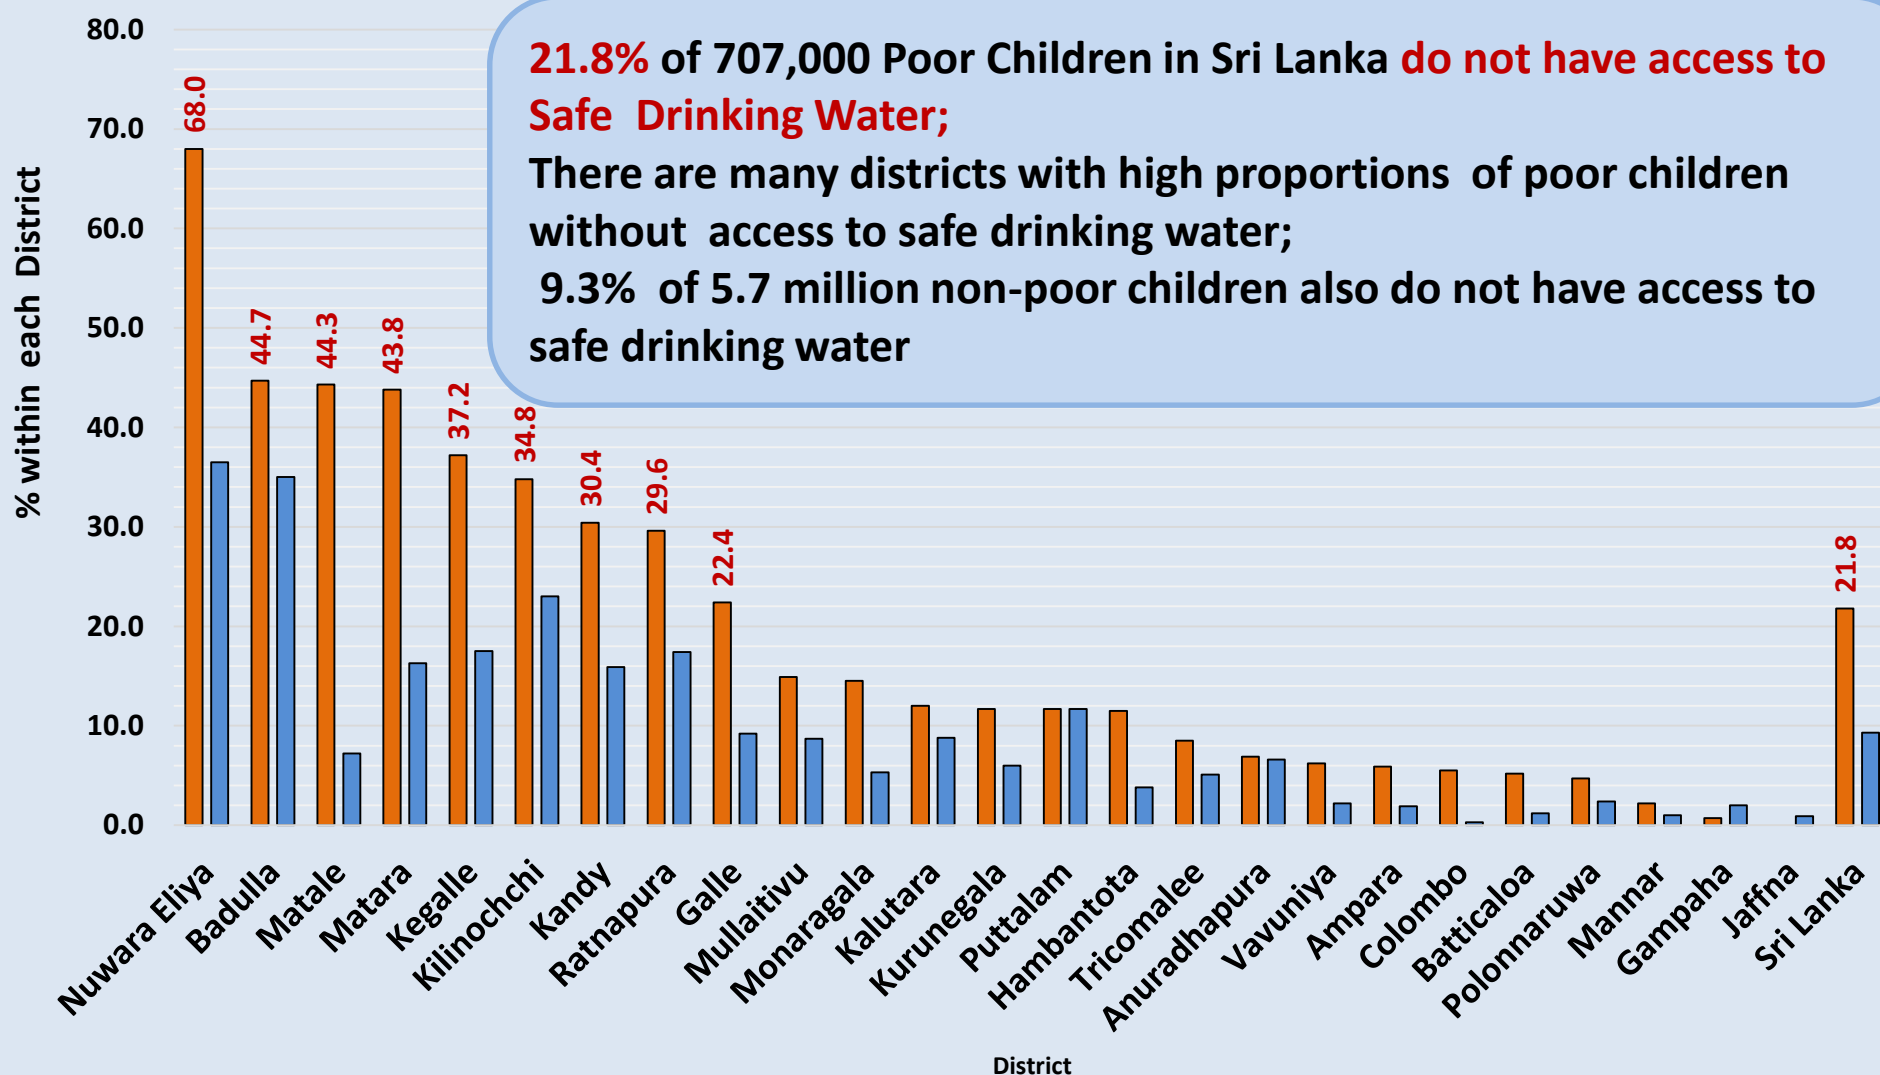 21.8% of 707,000 Poor Children in Sri Lanka do not have access to
Safe Drinking Water;
There are many districts with high proportions of poor children
without access to safe drinking water;
9.3% of 5.7 million non-poor children also do not have access to
safe drinking water
% within each District
80.0
70.0
60.0
50.0
40.0
30.0
20.0
10.0
0.0
68.0
44.7
44.3
43.8
37.2
34.8
30.4
29.6
22.4
21.8
Nuwara Eliya
Badulla
Matale
Matara
Kegalle
Kilinochchi
Kandy
Ratnapura
Galle
Mullaitivu
Monaragala
Kalutara
Kurunegala
Puttalam
Hambantota
Tricomalee
Anuradhapura
Vavuniya
Ampara
Colombo
Batticaloa
Polonnaruwa
Mannar
Gampaha
Jaffna
Sri Lanka
District